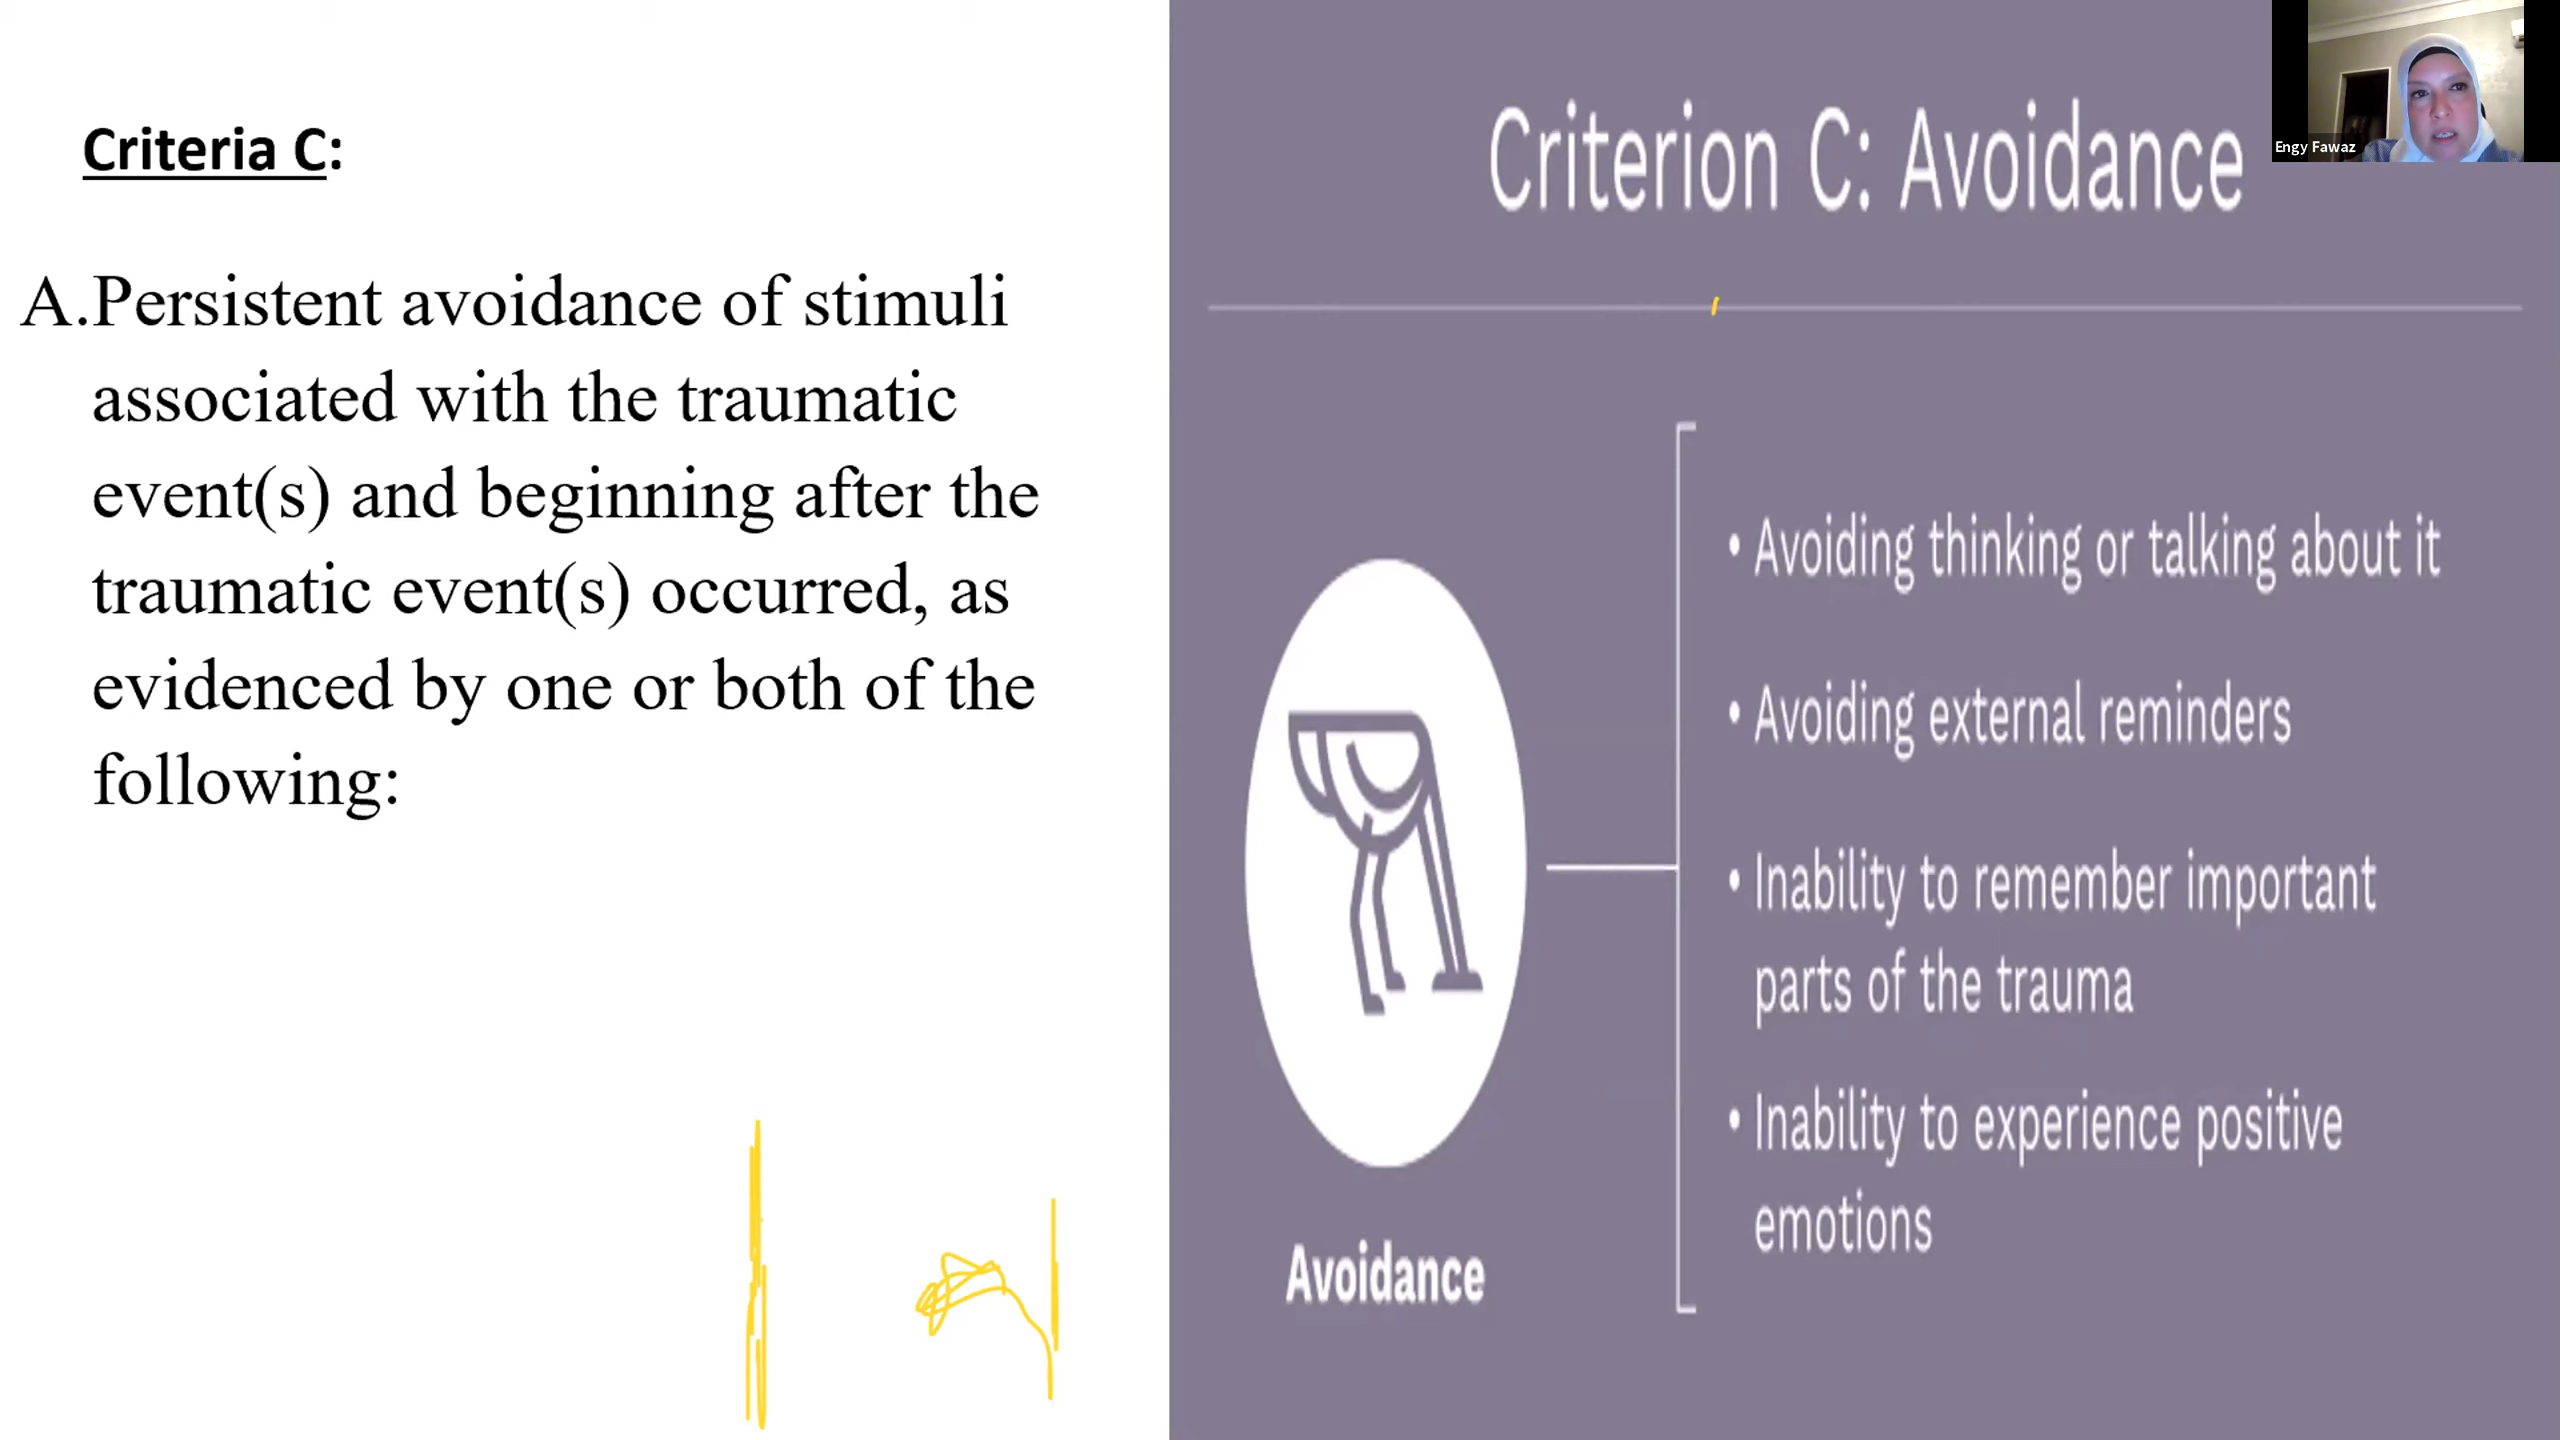 Criteria C:
A.Persistent avoidance of stimuli
associated with the traumatic
event(s) and beginning after the
traumatic event(s) occurred, as
evidenced by one or both of the
following:
Criterion C: Avoidance
Engy Fawaz
• Avoiding thinking or talking about it
• Avoiding external reminders
• Inability to remember important
parts of the trauma
• Inability to experience positive
emotions
Avoidance